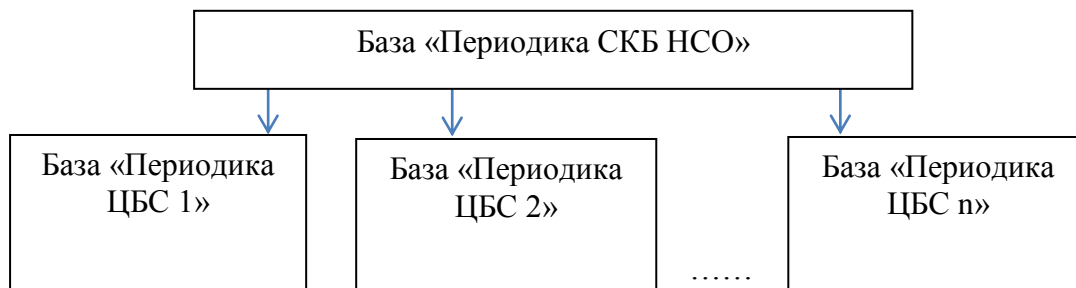 База «Периодика СКБ НСО»
База «Периодика
ЦБС 1»
База «Периодика
ЦБС 2»
База «Периодика
ЦБС n»
……